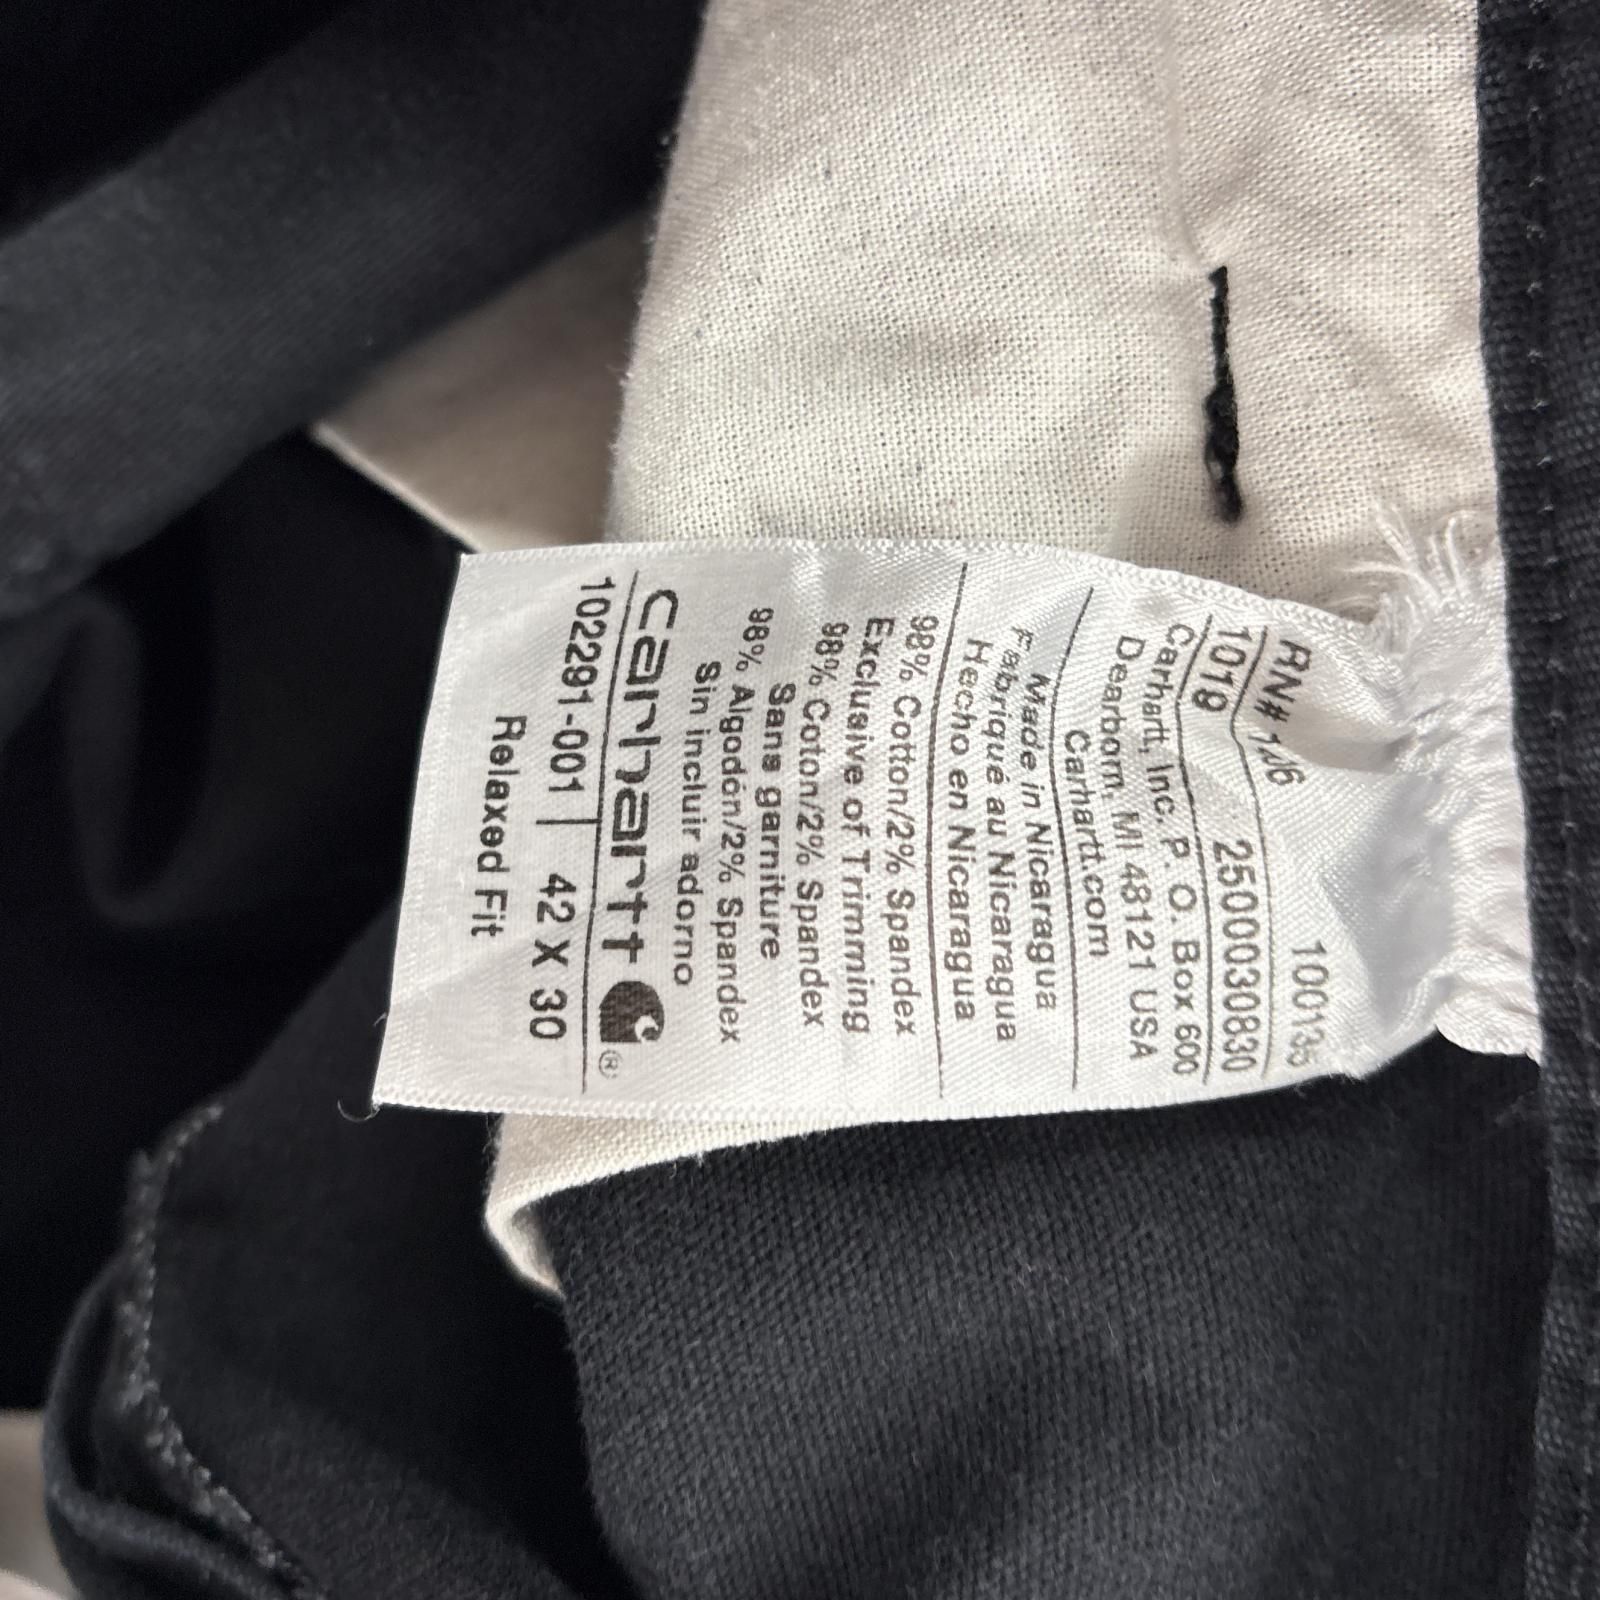 RN# 100135
1019 2500030830
Carhartt, Inc. P. O. Box 600
Dearborn, MI 48121 USA
Carhartt.com
Made in Nicaragua
Fabriqué au Nicaragua
Hecho en Nicaragua
98% Cotton/2% Spandex
Exclusive of Trimming
98% Coton/2% Spandex
Sans garniture
98% Algodón/2% Spandex
Sin incluir adorno
carhartt ®
102291-001 | 42 X 30
Relaxed Fit